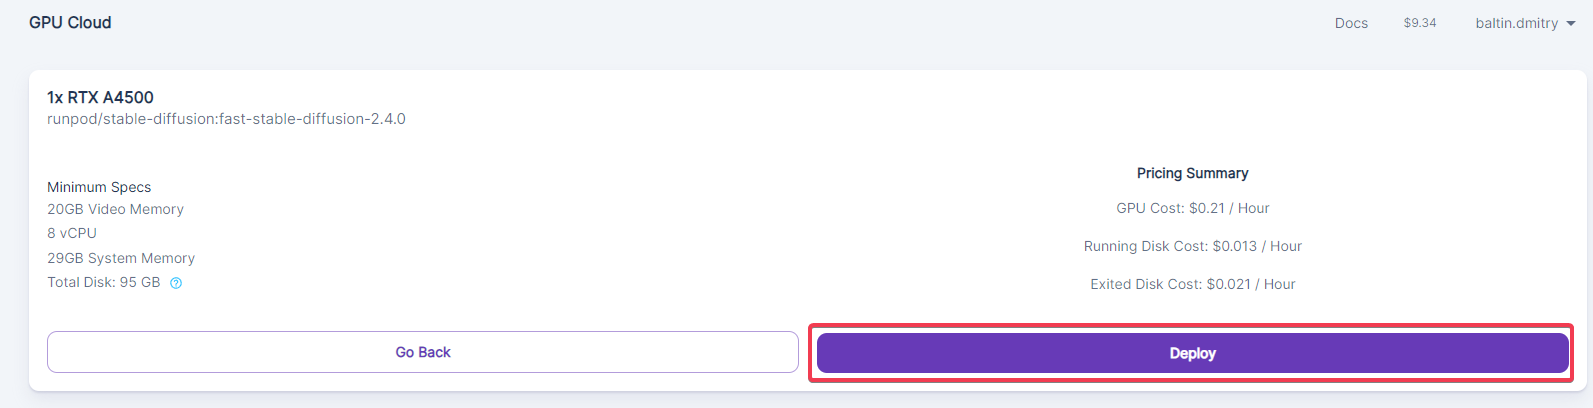 GPU Cloud
Docs $9.34 baltin.dmitry
1x RTX A4500
runpod/stable-diffusion:fast-stable-diffusion-2.4.0
Minimum Specs
20GB Video Memory
8 vCPU
29GB System Memory
Total Disk: 95 GB ?
Pricing Summary
GPU Cost: $0.21 / Hour
Running Disk Cost: $0.013 / Hour
Exited Disk Cost: $0.021 / Hour
Go Back
Deploy